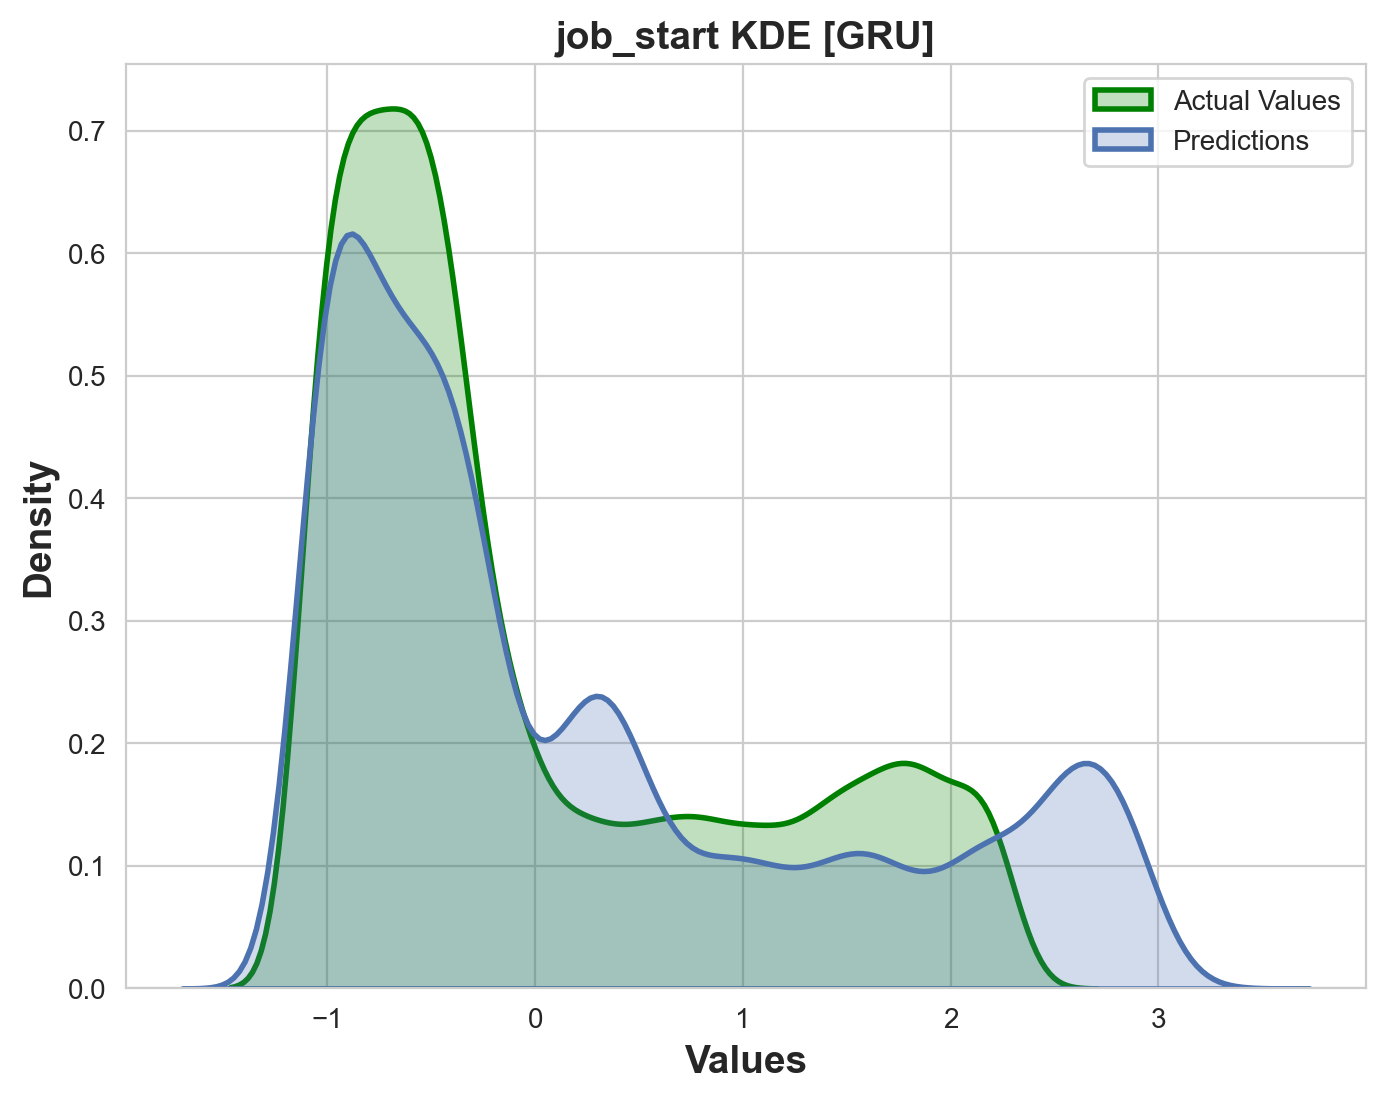 job_start KDE [GRU]
Actual Values
Predictions
Density
0.7
0.6
0.5
0.4
0.3
0.2
0.1
0.0
−1 0 1 2 3
Values